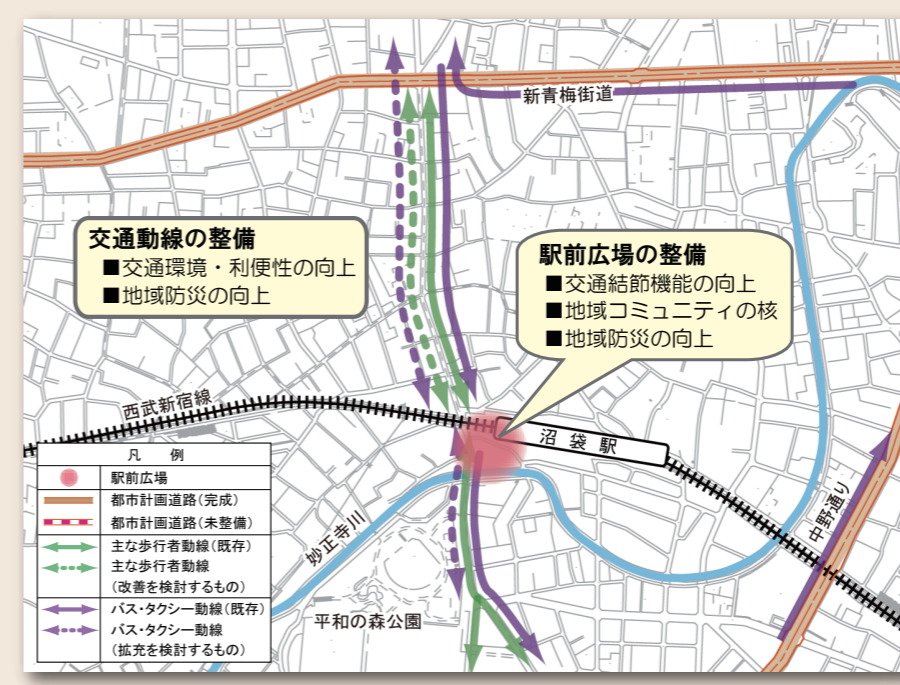 新青梅街道
交通動線の整備
■交通環境・利便性の向上
■地域防災の向上
駅前広場の整備
■交通結節機能の向上
■地域コミュニティの核
■地域防災の向上
西武新宿線
沼袋駅
中野通り
妙正寺川
平和の森公園
凡例
駅前広場
都市計画道路(完成)
都市計画道路(未整備)
主な歩行者動線(既存)
主な歩行者動線
(改善を検討するもの)
バス・タクシー動線(既存)
バス・タクシー動線
(拡充を検討するもの)